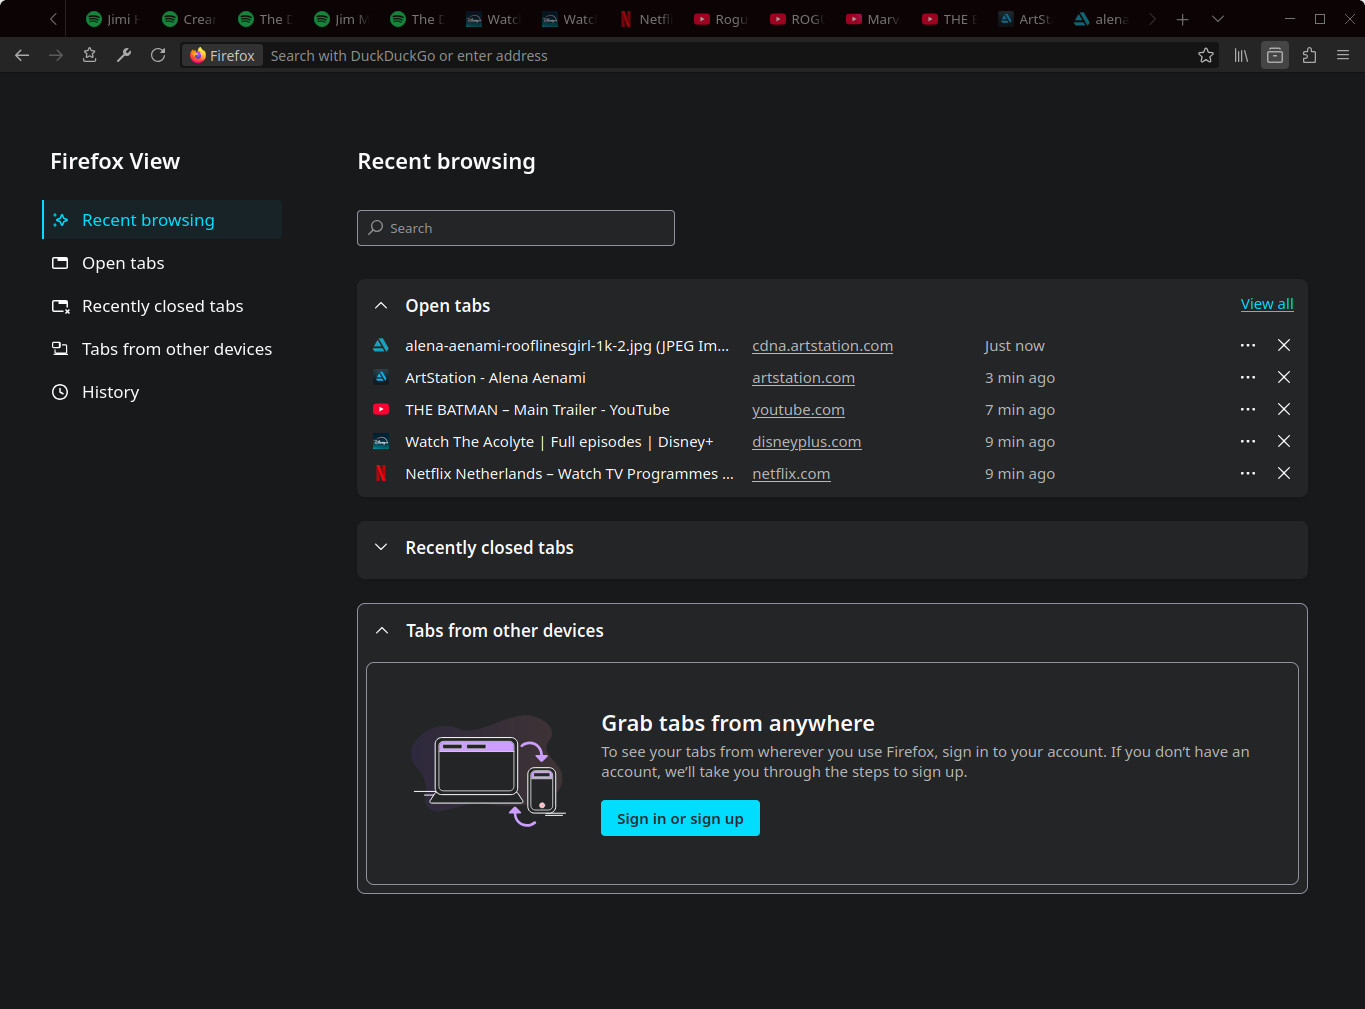 Jimi
Crear
The
Jim M
The
Watc
Watc
Netfl
Rogu
ROG
Marv
THE
ArtSt
alena
Firefox
Search with DuckDuckGo or enter address
Firefox View
Recent browsing
Open tabs
Recently closed tabs
Tabs from other devices
History
Recent browsing
Search
Open tabs
View all
alena-aenami-rooflinesgirl-1k-2.jpg (JPEG Im... cdna.artstation.com Just now
ArtStation - Alena Aenami artstation.com 3 min ago
THE BATMAN – Main Trailer - YouTube youtube.com 7 min ago
Watch The Acolyte | Full episodes | Disney+ disneyplus.com 9 min ago
Netflix Netherlands – Watch TV Programmes ... netflix.com 9 min ago
Recently closed tabs
Tabs from other devices
Grab tabs from anywhere
To see your tabs from wherever you use Firefox, sign in to your account. If you don’t have an
account, we’ll take you through the steps to sign up.
Sign in or sign up